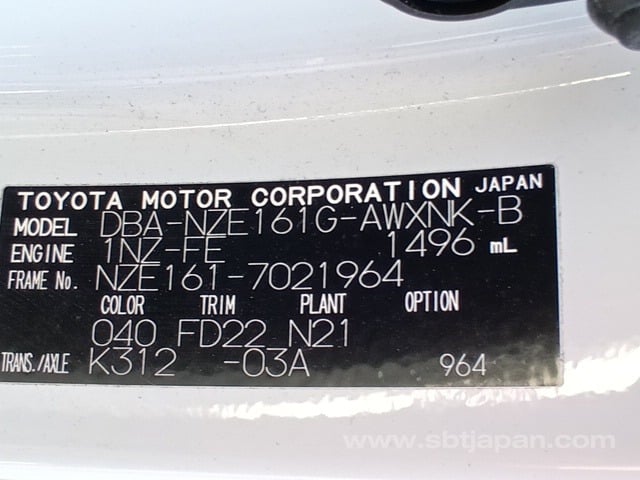 TOYOTA MOTOR CORPORATION JAPAN
MODEL DBA-NZE161G-AWXNK-B
ENGINE 1NZ-FE 1496 mL
FRAME No. NZE161-7021964
COLOR TRIM PLANT OPTION
040 FD22 N21
TRANS./AXLE K312 -03A 964
www.sbtjapan.com